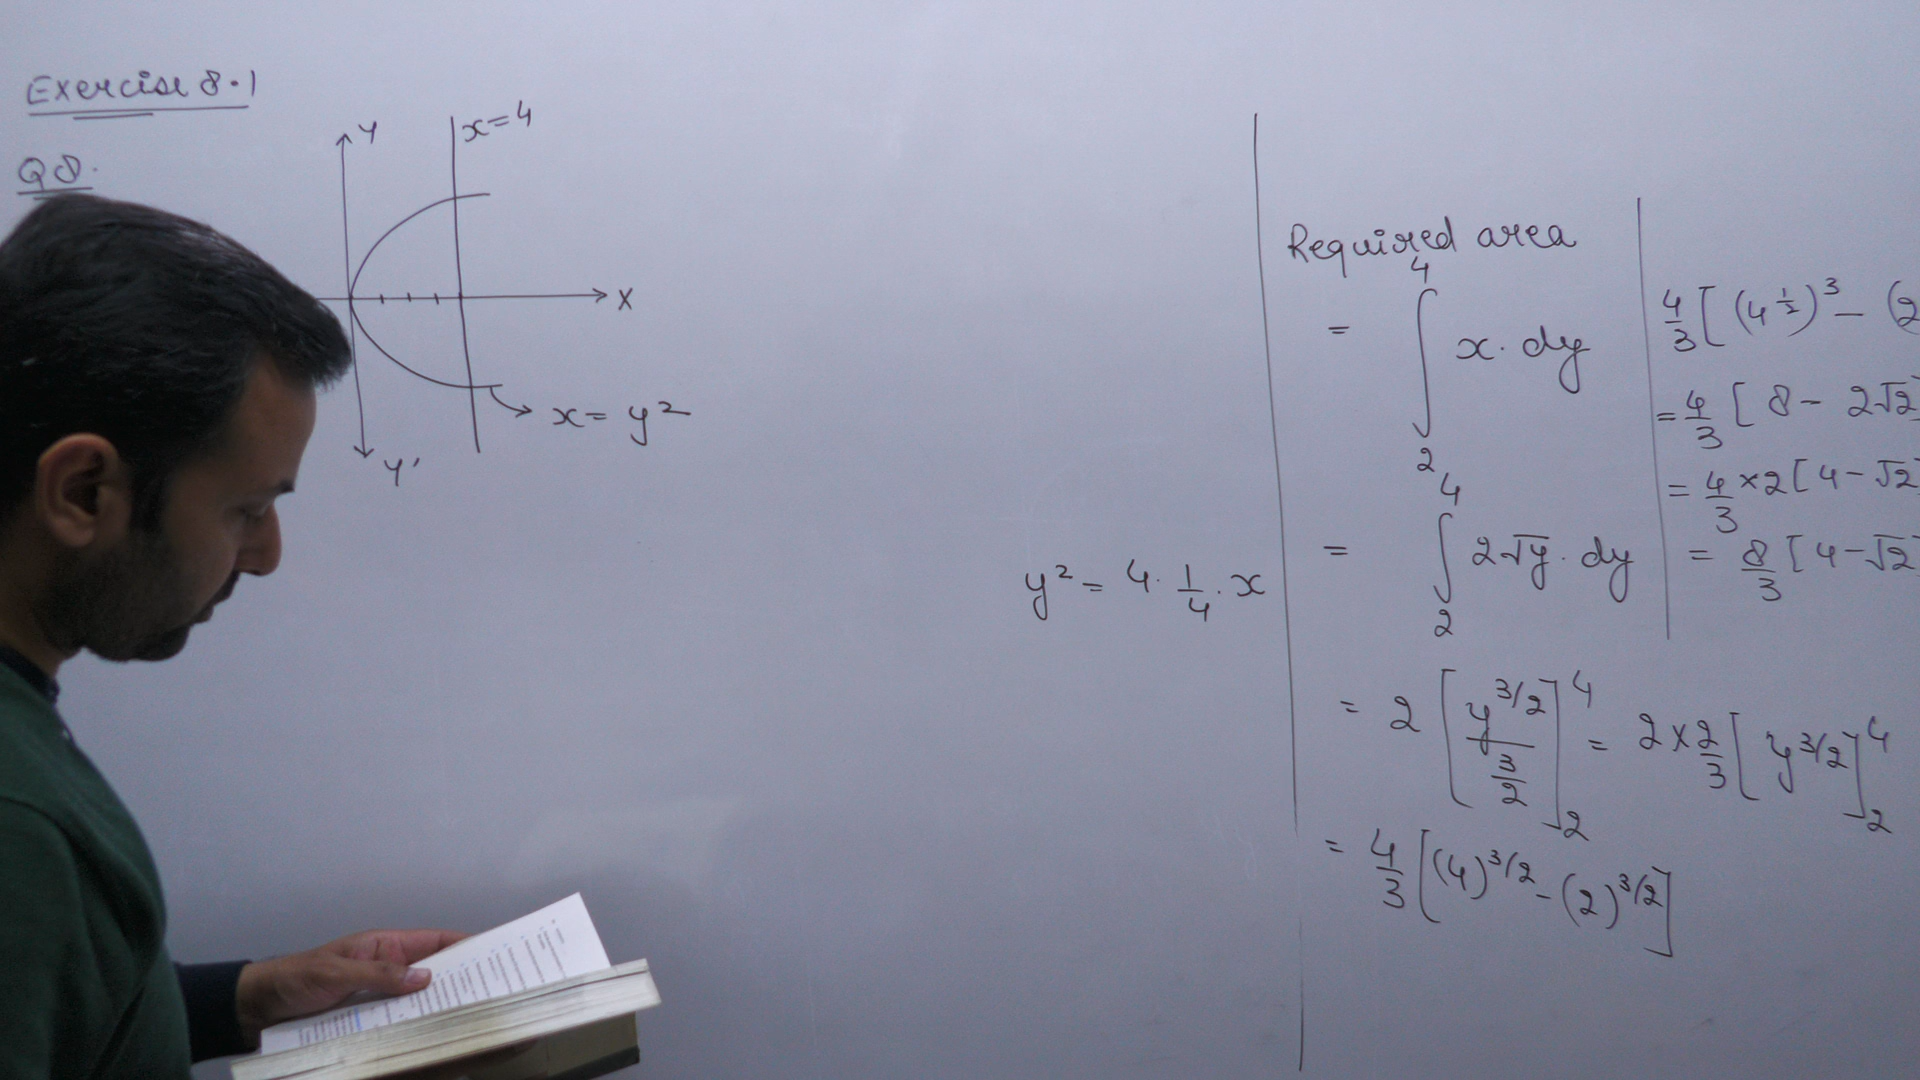 Exercise 8.1
Q8.
Y
x=4
X
x= y²
Y'
y² = 4 · 1/4 · x
Required area
= ∫₂⁴ x · dy
= ∫₂⁴ 2√y · dy
= 2 [y^3/2 / 3/2]₂⁴ = 2×2/3 [y^3/2]₂⁴
= 4/3 [(4)^3/2 - (2)^3/2]
4/3 [(4^1/2)³ - (2
= 4/3 [8 - 2√2]
= 4/3 ×2 [4-√2]
= 8/3 [4-√2]